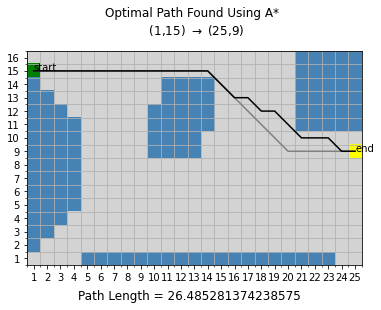 Optimal Path Found Using A*
(1,15) → (25,9)
16
15
14
13
12
11
10
9
8
7
6
5
4
3
2
1
start
end
1 2 3 4 5 6 7 8 9 10 11 12 13 14 15 16 17 18 19 20 21 22 23 24 25
Path Length = 26.485281374238575